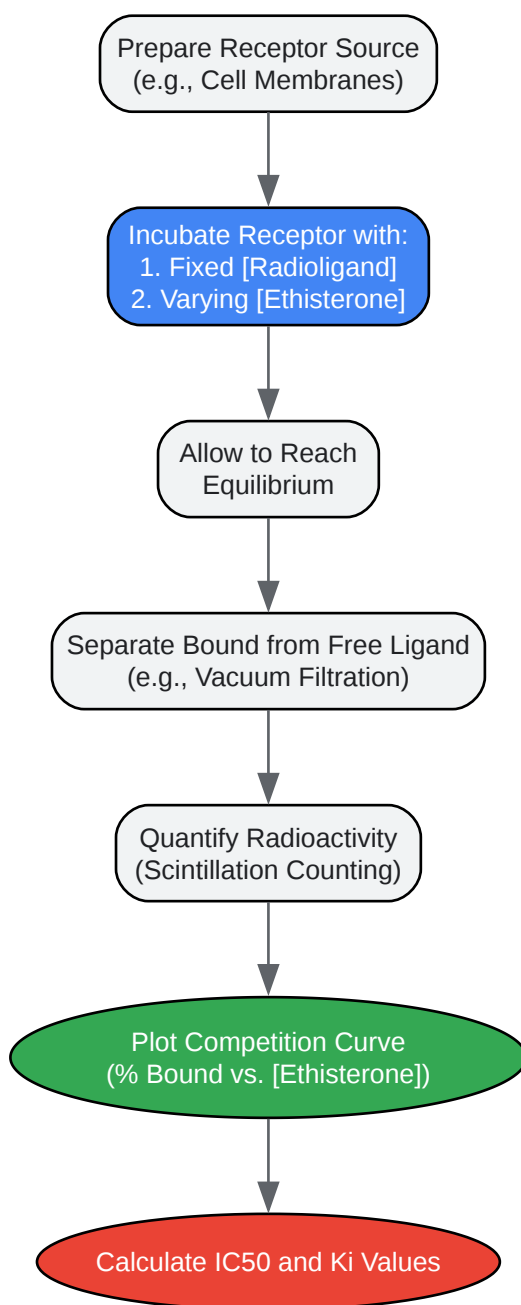 Prepare Receptor Source
(e.g., Cell Membranes)
Incubate Receptor with:
1. Fixed [Radioligand]
2. Varying [Ethisterone]
Allow to Reach
Equilibrium
Separate Bound from Free Ligand
(e.g., Vacuum Filtration)
Quantify Radioactivity
(Scintillation Counting)
Plot Competition Curve
(% Bound vs. [Ethisterone])
Calculate IC50 and Ki Values